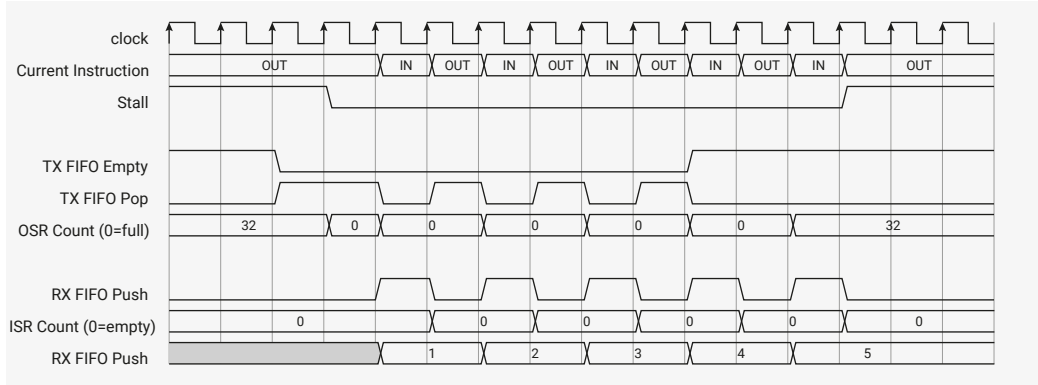 clock
Current Instruction OUT IN OUT IN OUT IN OUT IN OUT IN OUT
Stall
TX FIFO Empty
TX FIFO Pop
OSR Count (0=full) 32 0 0 0 0 0 32
RX FIFO Push
ISR Count (0=empty) 0 0 0 0 0 0 0
RX FIFO Push 1 2 3 4 5